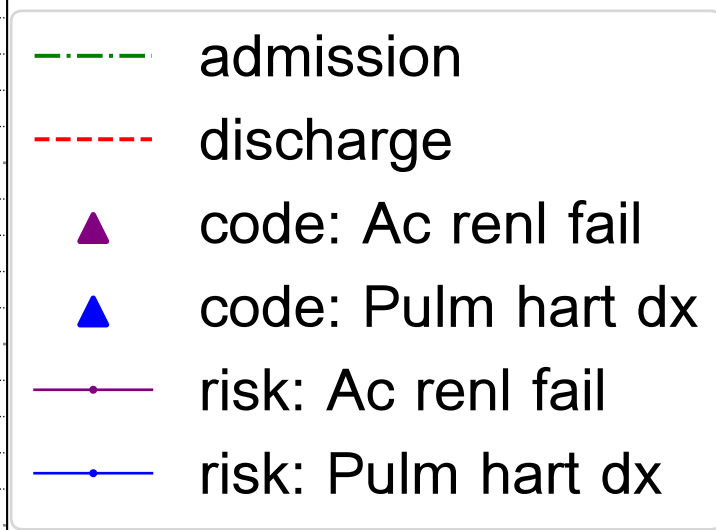 admission
discharge
code: Ac renl fail
code: Pulm hart dx
risk: Ac renl fail
risk: Pulm hart dx